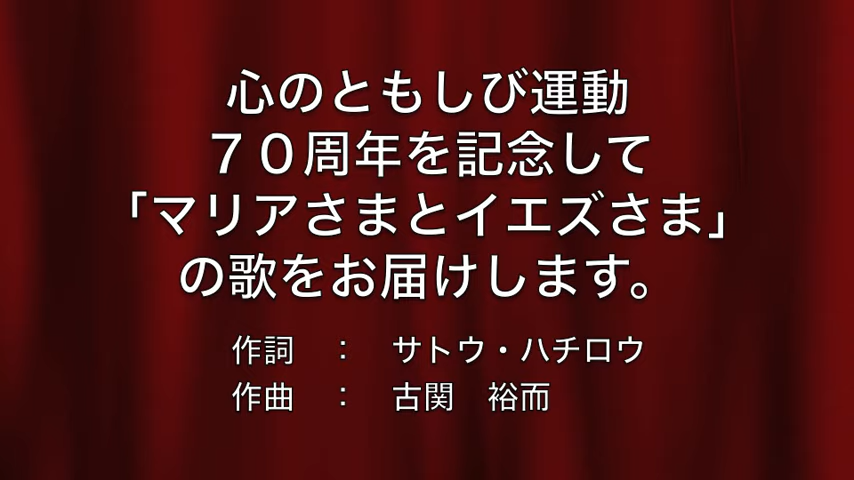 心のともしび運動
７０周年を記念して
「マリアさまとイエズさま」
の歌をお届けします。
作詞　：　サトウ・ハチロウ
作曲　：　古関　裕而